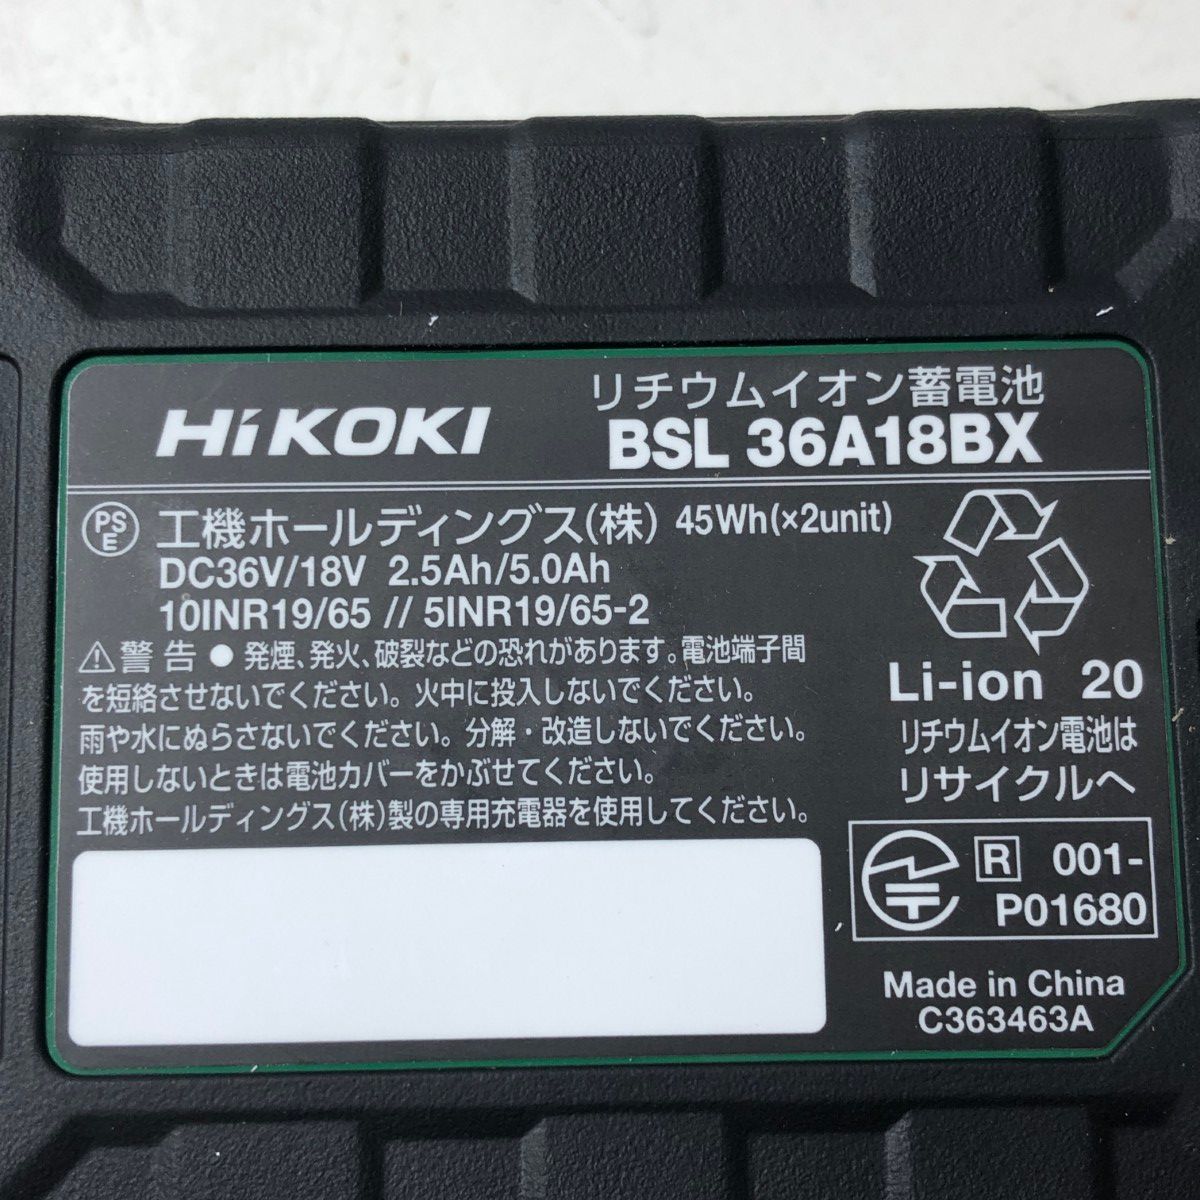 HiKOKI
リチウムイオン蓄電池
BSL 36A18BX
PSE 工機ホールディングス(株) 45Wh(×2unit)
DC36V/18V 2.5Ah/5.0Ah
10INR19/65 // 5INR19/65-2
⚠警告 ● 発煙、発火、破裂などの恐れがあります。電池端子間
を短絡させないでください。火中に投入しないでください。
雨や水にぬらさないでください。分解・改造しないでください。
使用しないときは電池カバーをかぶせてください。
工機ホールディングス(株)製の専用充電器を使用してください。
Li-ion 20
リチウムイオン電池は
リサイクルへ
R 001-
P01680
Made in China
C363463A